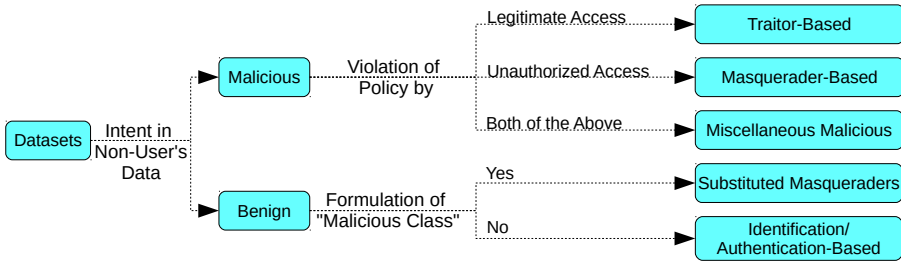 Datasets
Intent in
Non-User's
Data
Malicious
Violation of
Policy by
Legitimate Access
Traitor-Based
Unauthorized Access
Masquerader-Based
Both of the Above
Miscellaneous Malicious
Benign
Formulation of
"Malicious Class"
Yes
Substituted Masqueraders
No
Identification/
Authentication-Based